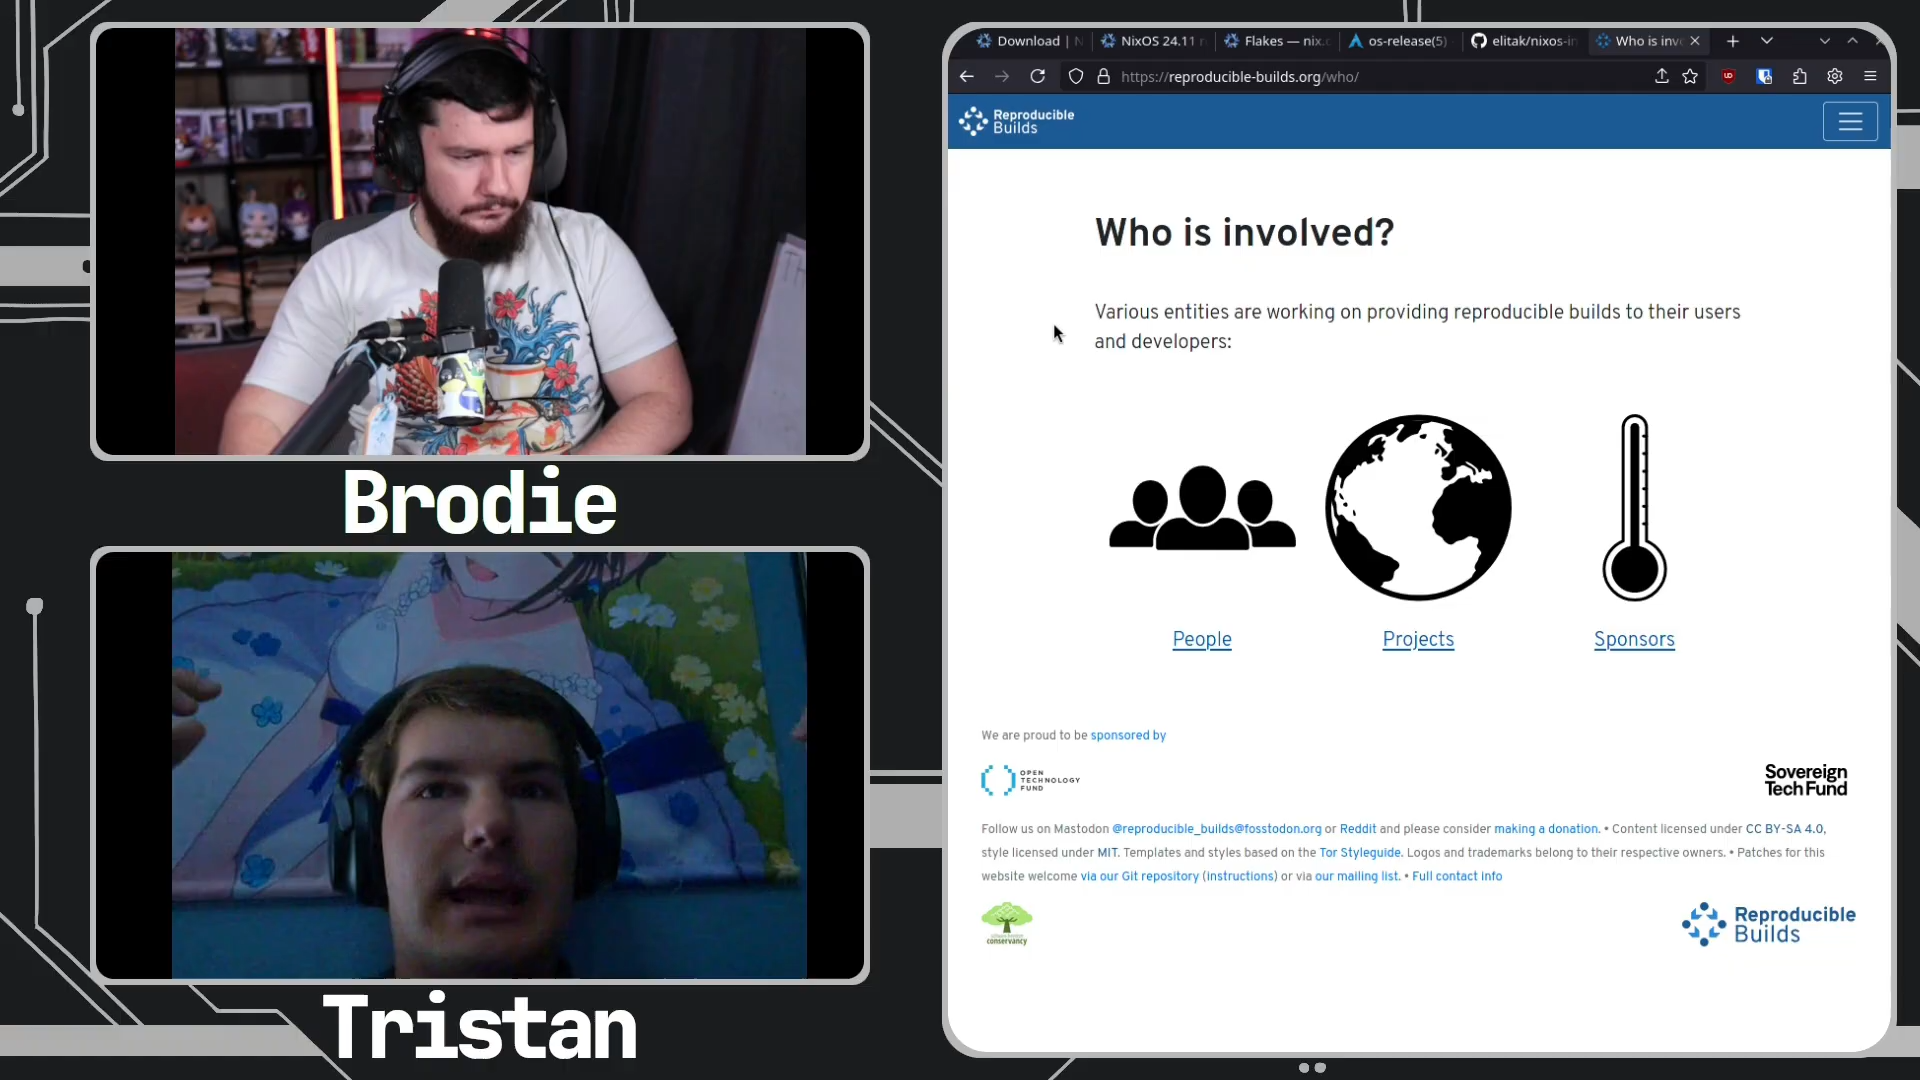 Brodie
Tristan
Download | N
NixOS 24.11 r
Flakes — nix.
os-release(5)
elitak/nixos-in
Who is inv
https://reproducible-builds.org/who/
Reproducible
Builds
Who is involved?
Various entities are working on providing reproducible builds to their users
and developers:
People
Projects
Sponsors
We are proud to be sponsored by
OPEN
TECHNOLOGY
FUND
Sovereign
Tech Fund
Follow us on Mastodon @reproducible_builds@fosstodon.org or Reddit and please consider making a donation. • Content licensed under CC BY-SA 4.0,
style licensed under MIT. Templates and styles based on the Tor Styleguide. Logos and trademarks belong to their respective owners. • Patches for this
website welcome via our Git repository (instructions) or via our mailing list. • Full contact info
conservancy
Reproducible
Builds